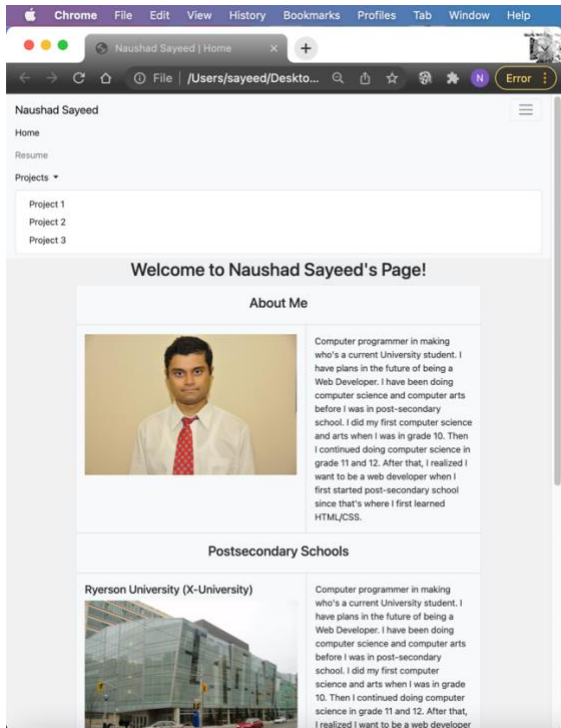 Chrome File Edit View History Bookmarks Profiles Tab Window Help
Naushad Sayeed | Home
File | /Users/sayeed/Deskto... N Error
Naushad Sayeed
Home
Resume
Projects
Project 1
Project 2
Project 3
Welcome to Naushad Sayeed's Page!
About Me
Computer programmer in making
who's a current University student. I
have plans in the future of being a
Web Developer. I have been doing
computer science and computer arts
before I was in post-secondary
school. I did my first computer science
and arts when I was in grade 10. Then
I continued doing computer science in
grade 11 and 12. After that, I realized I
want to be a web developer when I
first started post-secondary school
since that's where I first learned
HTML/CSS.
Postsecondary Schools
Ryerson University (X-University)
Computer programmer in making
who's a current University student. I
have plans in the future of being a
Web Developer. I have been doing
computer science and computer arts
before I was in post-secondary
school. I did my first computer
science and arts when I was in grade
10. Then I continued doing computer
science in grade 11 and 12. After that,
I realized I want to be a web developer